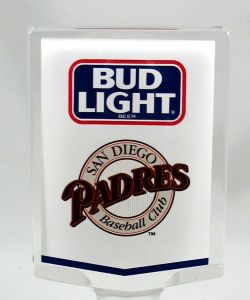 BUD
LIGHT
BEER
SAN DIEGO
PADRES
Baseball Club
TM